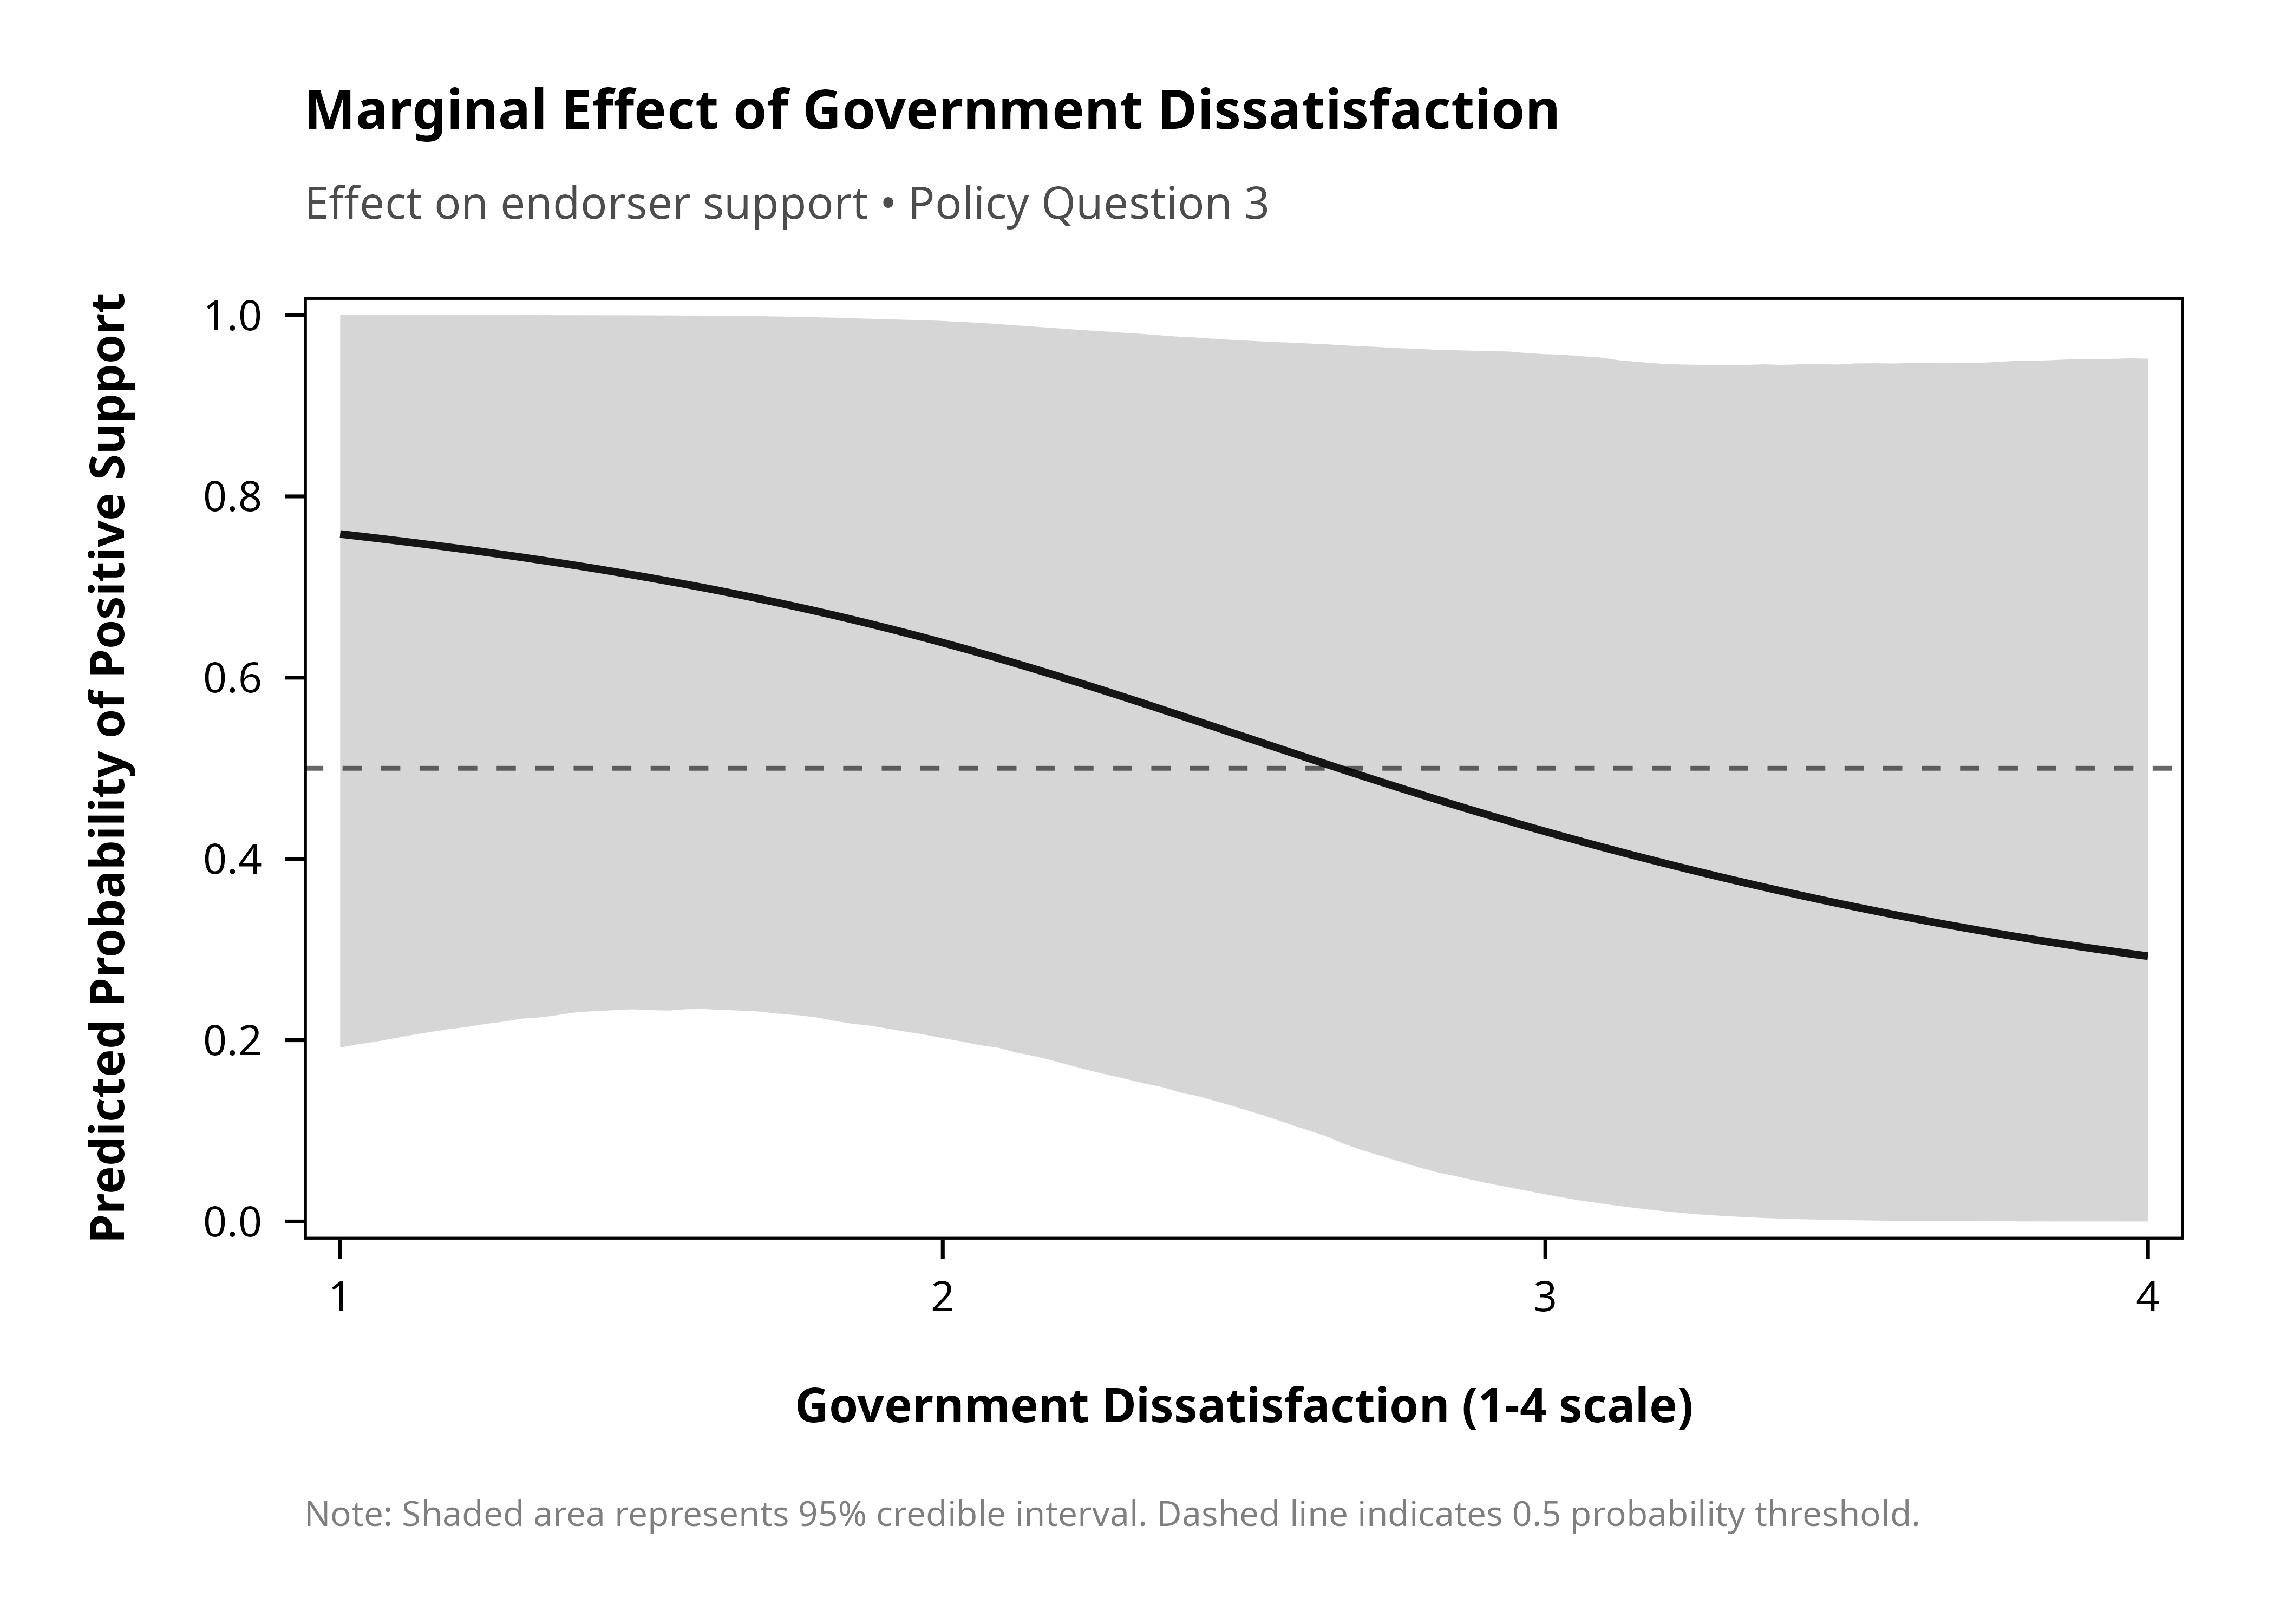 Marginal Effect of Government Dissatisfaction
Effect on endorser support • Policy Question 3
Predicted Probability of Positive Support
1.0
0.8
0.6
0.4
0.2
0.0
1
2
3
4
Government Dissatisfaction (1-4 scale)
Note: Shaded area represents 95% credible interval. Dashed line indicates 0.5 probability threshold.